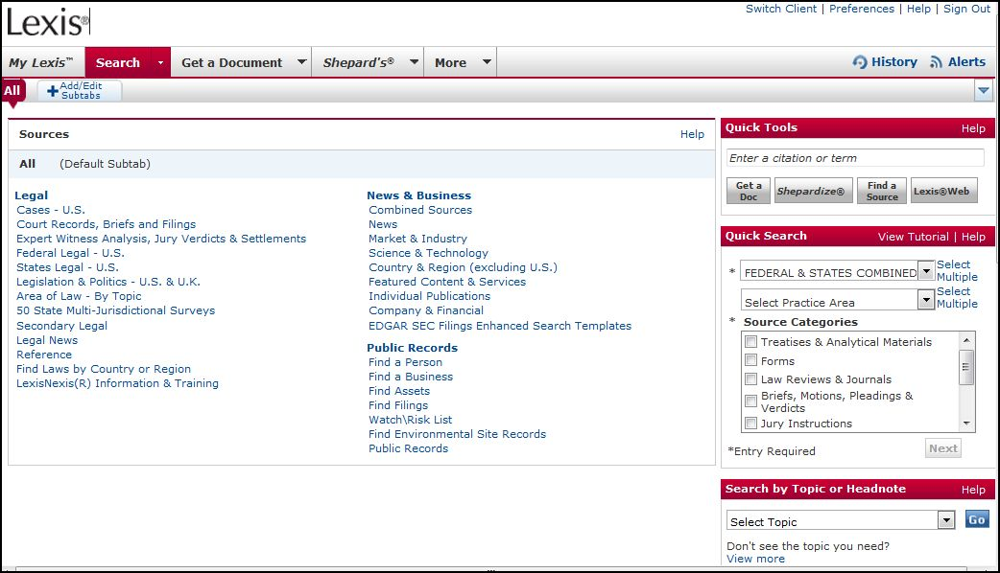 Lexis®
Switch Client | Preferences | Help | Sign Out
My Lexis™
Search
Get a Document
Shepard's®
More
History
Alerts
All
Add/Edit
Subtabs
Sources
Help
All (Default Subtab)
Legal
Cases - U.S.
Court Records, Briefs and Filings
Expert Witness Analysis, Jury Verdicts & Settlements
Federal Legal - U.S.
States Legal - U.S.
Legislation & Politics - U.S. & U.K.
Area of Law - By Topic
50 State Multi-Jurisdictional Surveys
Secondary Legal
Legal News
Reference
Find Laws by Country or Region
LexisNexis(R) Information & Training
News & Business
Combined Sources
News
Market & Industry
Science & Technology
Country & Region (excluding U.S.)
Featured Content & Services
Individual Publications
Company & Financial
EDGAR SEC Filings Enhanced Search Templates
Public Records
Find a Person
Find a Business
Find Assets
Find Filings
Watch\Risk List
Find Environmental Site Records
Public Records
Quick Tools
Help
Enter a citation or term
Get a
Doc
Shepardize®
Find a
Source
Lexis®Web
Quick Search
View Tutorial | Help
* FEDERAL & STATES COMBINED
Select
Multiple
Select Practice Area
Select
Multiple
* Source Categories
Treatises & Analytical Materials
Forms
Law Reviews & Journals
Briefs, Motions, Pleadings &
Verdicts
Jury Instructions
*Entry Required
Next
Search by Topic or Headnote
Help
Select Topic
Go
Don't see the topic you need?
View more